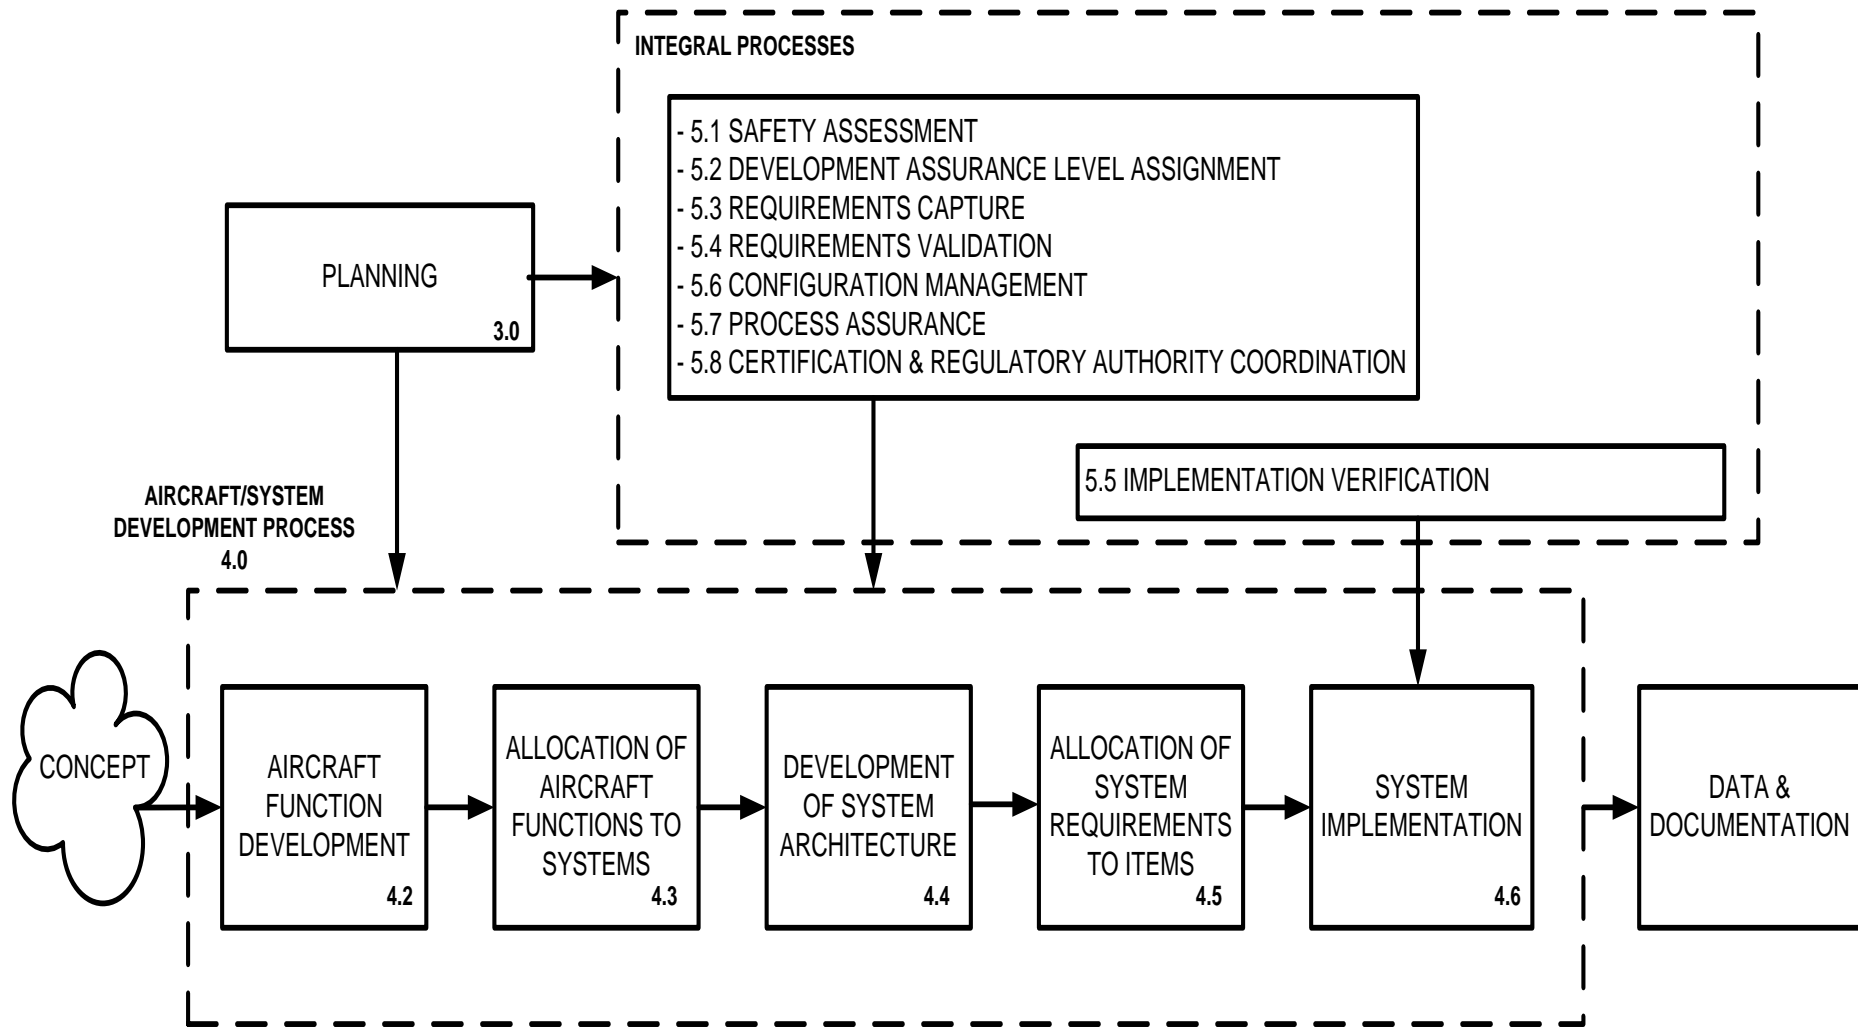 INTEGRAL PROCESSES
- 5.1 SAFETY ASSESSMENT
- 5.2 DEVELOPMENT ASSURANCE LEVEL ASSIGNMENT
- 5.3 REQUIREMENTS CAPTURE
- 5.4 REQUIREMENTS VALIDATION
- 5.6 CONFIGURATION MANAGEMENT
- 5.7 PROCESS ASSURANCE
- 5.8 CERTIFICATION & REGULATORY AUTHORITY COORDINATION
PLANNING
3.0
5.5 IMPLEMENTATION VERIFICATION
AIRCRAFT/SYSTEM
DEVELOPMENT PROCESS
4.0
CONCEPT
AIRCRAFT
FUNCTION
DEVELOPMENT
4.2
ALLOCATION OF
AIRCRAFT
FUNCTIONS TO
SYSTEMS
4.3
DEVELOPMENT
OF SYSTEM
ARCHITECTURE
4.4
ALLOCATION OF
SYSTEM
REQUIREMENTS
TO ITEMS
4.5
SYSTEM
IMPLEMENTATION
4.6
DATA &
DOCUMENTATION